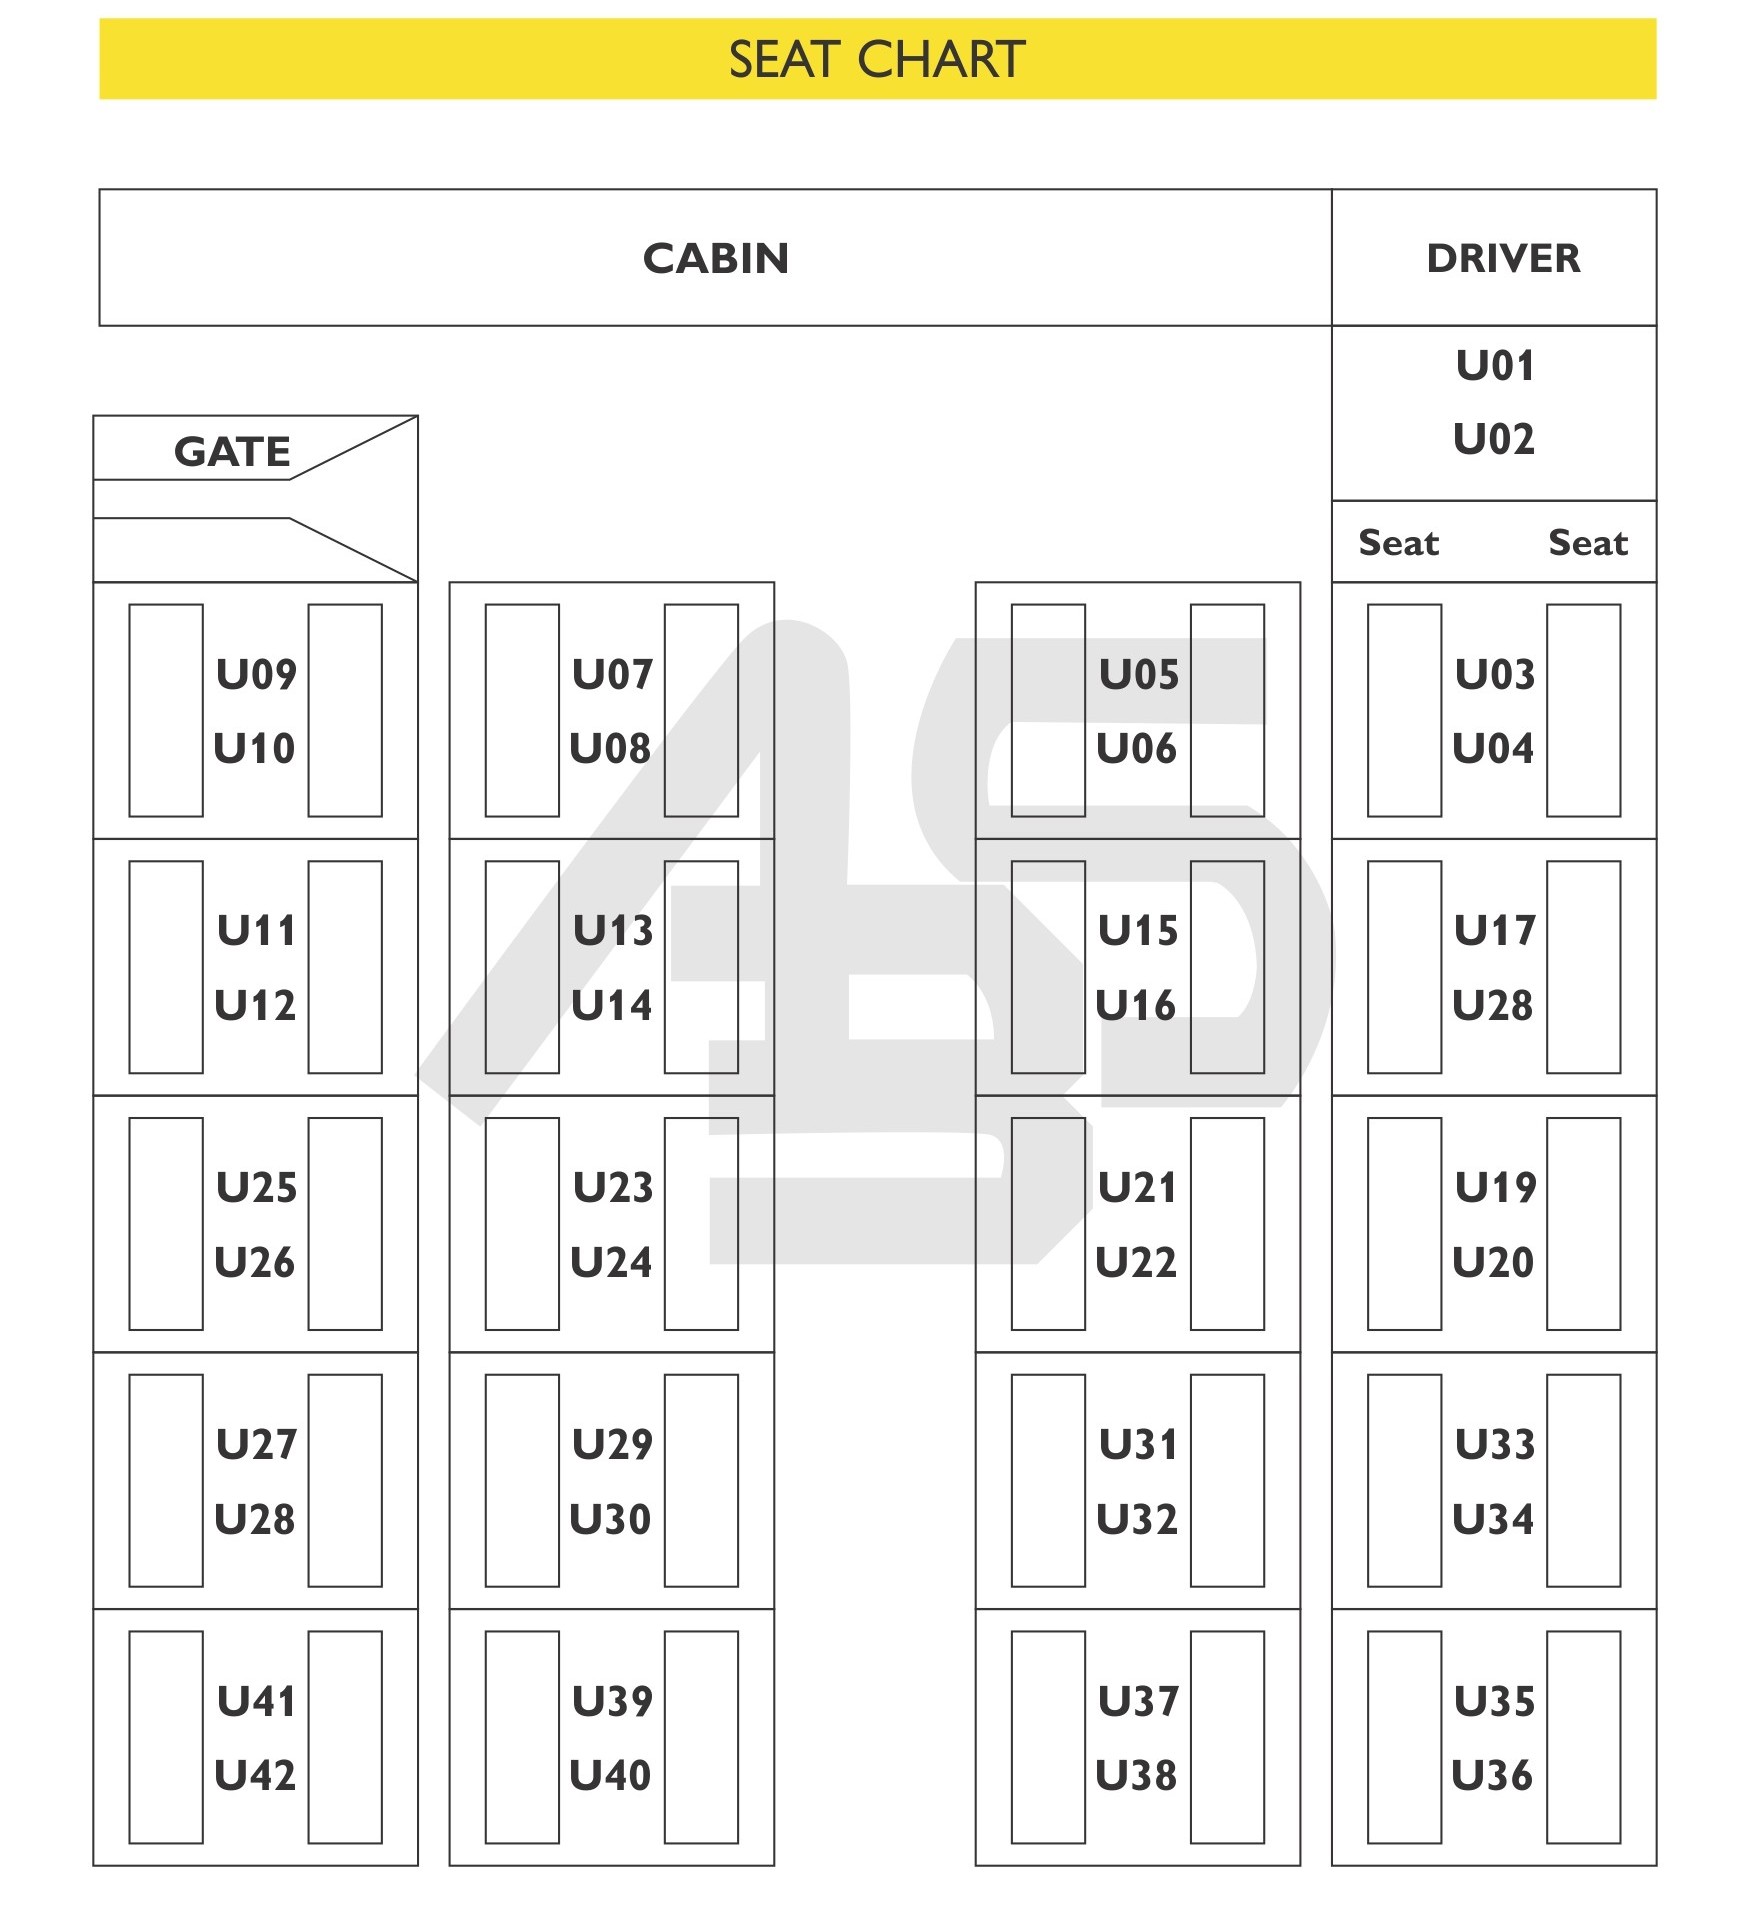 SEAT CHART
CABIN
DRIVER
U01
U02
GATE
Seat Seat
U09 U07 U05 U03
U10 U08 U06 U04
U11 U13 U15 U17
U12 U14 U16 U28
U25 U23 U21 U19
U26 U24 U22 U20
U27 U29 U31 U33
U28 U30 U32 U34
U41 U39 U37 U35
U42 U40 U38 U36